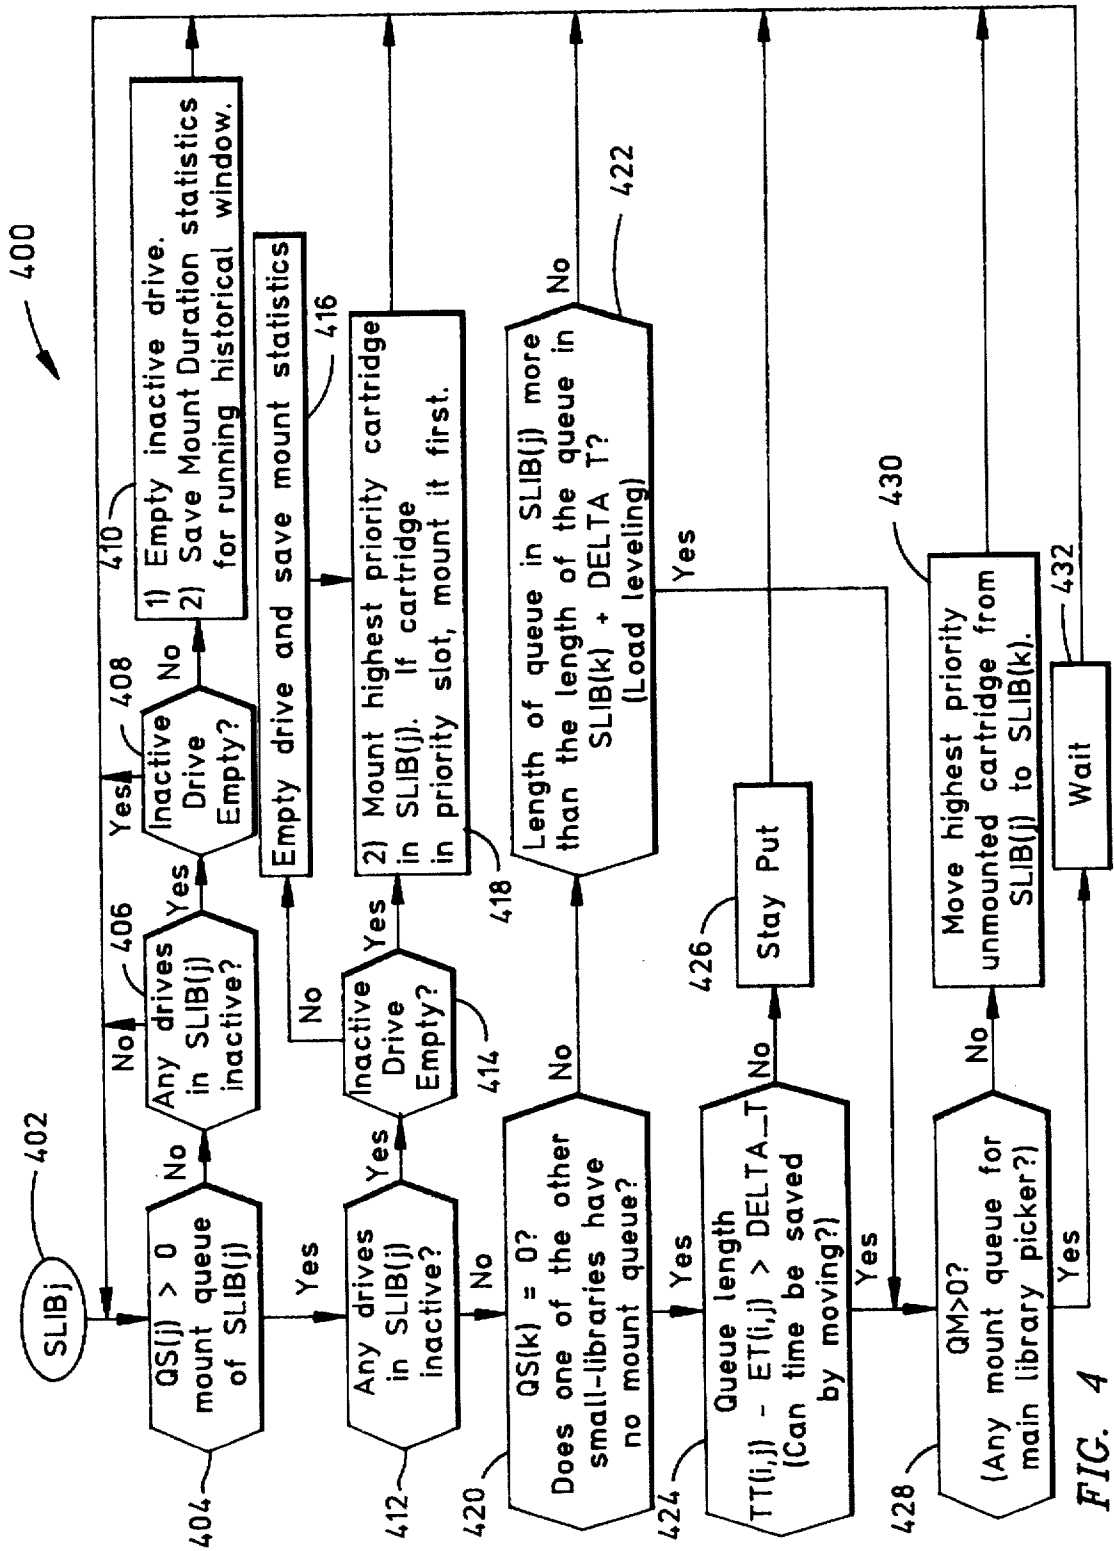 400
SLIBj
402
QS(j) > 0
mount queue
of SLIB(j)
404
No
Yes
Any drives
in SLIB(j)
inactive?
406
No
Yes
Inactive
Drive
Empty?
408
Yes
No
1) Empty inactive drive.
2) Save Mount Duration statistics
for running historical window.
410
Any drives
in SLIB(j)
inactive?
412
Yes
No
Inactive
Drive
Empty?
414
No
Yes
Empty drive and save mount statistics
416
2) Mount highest priority cartridge
in SLIB(j). If cartridge
in priority slot, mount it first.
418
QS(k) = 0?
Does one of the other
small-libraries have
no mount queue?
420
No
Yes
Length of queue in SLIB(j) more
than the length of the queue in
SLIB(k) + DELTA T?
(Load leveling)
422
No
Yes
Queue length
TT(i,j) - ET(i,j) > DELTA_T
(Can time be saved
by moving?)
424
No
Yes
Stay Put
426
QM>0?
(Any mount queue for
main library picker?)
428
No
Yes
Move highest priority
unmounted cartridge from
SLIB(j) to SLIB(k).
430
Wait
432
FIG. 4